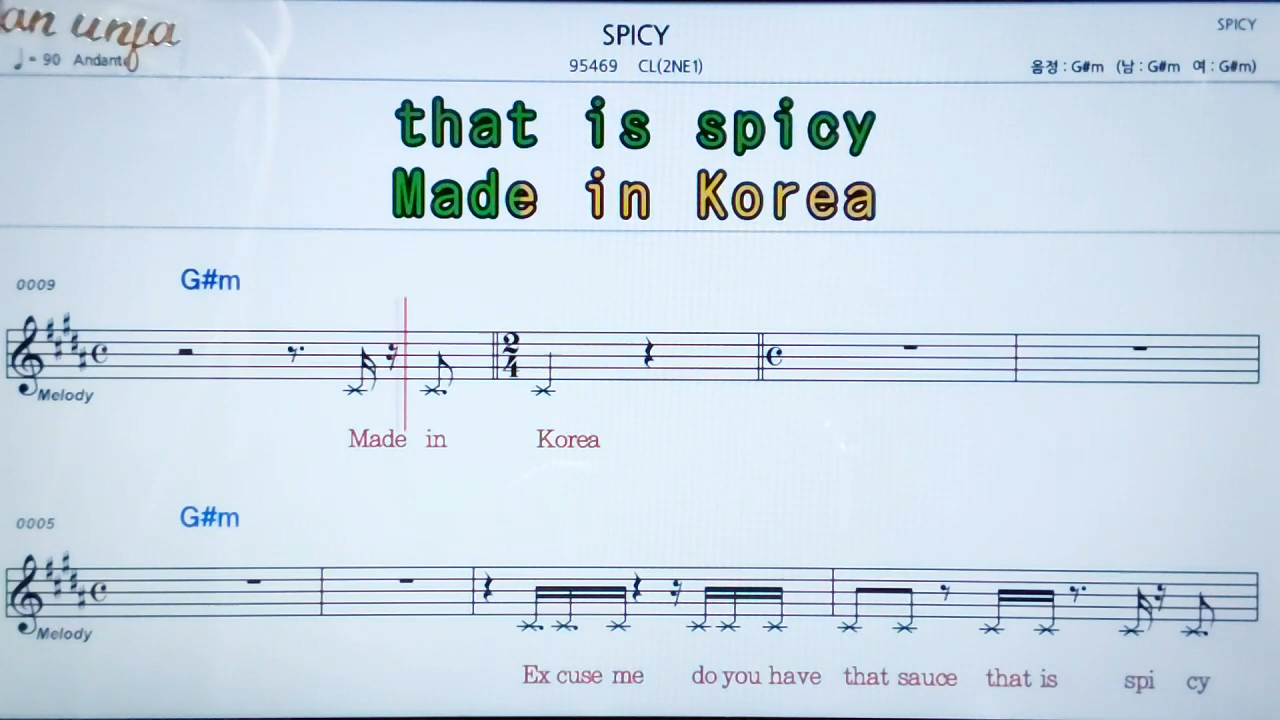 an unja
SPICY
SPICY
♩= 90 Andante
95469 CL(2NE1)
음정 : G#m (남 : G#m 여 : G#m)
that is spicy
Made in Korea
0009
G#m
2
4
Melody
Made in Korea
0005
G#m
Melody
Ex cuse me do you have that sauce that is spi cy